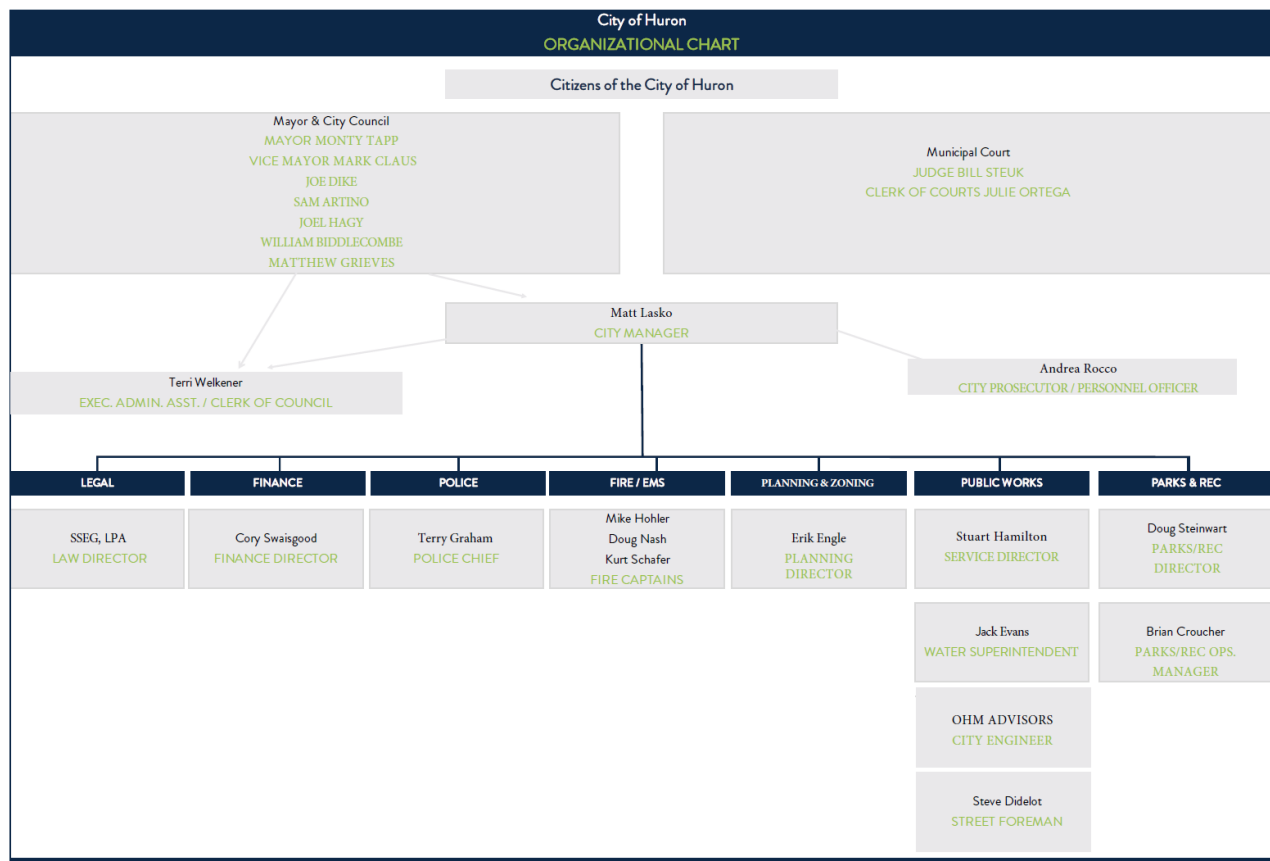 City of Huron
ORGANIZATIONAL CHART
Citizens of the City of Huron
Mayor & City Council
MAYOR MONTY TAPP
VICE MAYOR MARK CLAUS
JOE DIKE
SAM ARTINO
JOEL HAGY
WILLIAM BIDDLECOMBE
MATTHEW GRIEVES
Municipal Court
JUDGE BILL STEUK
CLERK OF COURTS JULIE ORTEGA
Matt Lasko
CITY MANAGER
Terri Welkener
EXEC. ADMIN. ASST. / CLERK OF COUNCIL
Andrea Rocco
CITY PROSECUTOR / PERSONNEL OFFICER
LEGAL
SSEG, LPA
LAW DIRECTOR
FINANCE
Cory Swaisgood
FINANCE DIRECTOR
POLICE
Terry Graham
POLICE CHIEF
FIRE / EMS
Mike Hohler
Doug Nash
Kurt Schafer
FIRE CAPTAINS
PLANNING & ZONING
Erik Engle
PLANNING
DIRECTOR
PUBLIC WORKS
Stuart Hamilton
SERVICE DIRECTOR
Jack Evans
WATER SUPERINTENDENT
OHM ADVISORS
CITY ENGINEER
Steve Didelot
STREET FOREMAN
PARKS & REC
Doug Steinwart
PARKS/REC
DIRECTOR
Brian Croucher
PARKS/REC OPS.
MANAGER